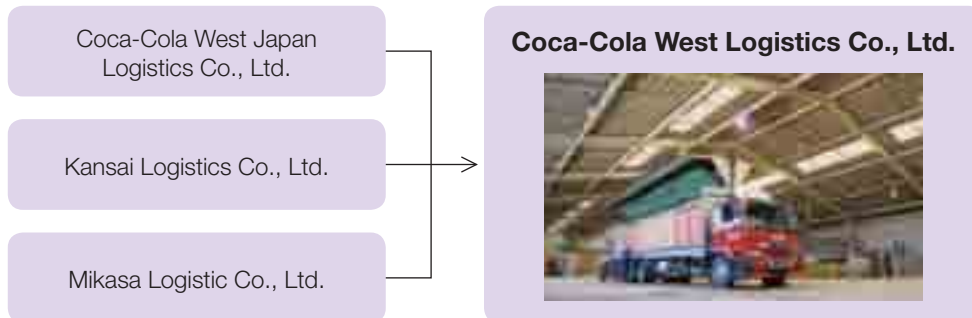 Coca-Cola West Japan
Logistics Co., Ltd.
Kansai Logistics Co., Ltd.
Mikasa Logistic Co., Ltd.
Coca-Cola West Logistics Co., Ltd.